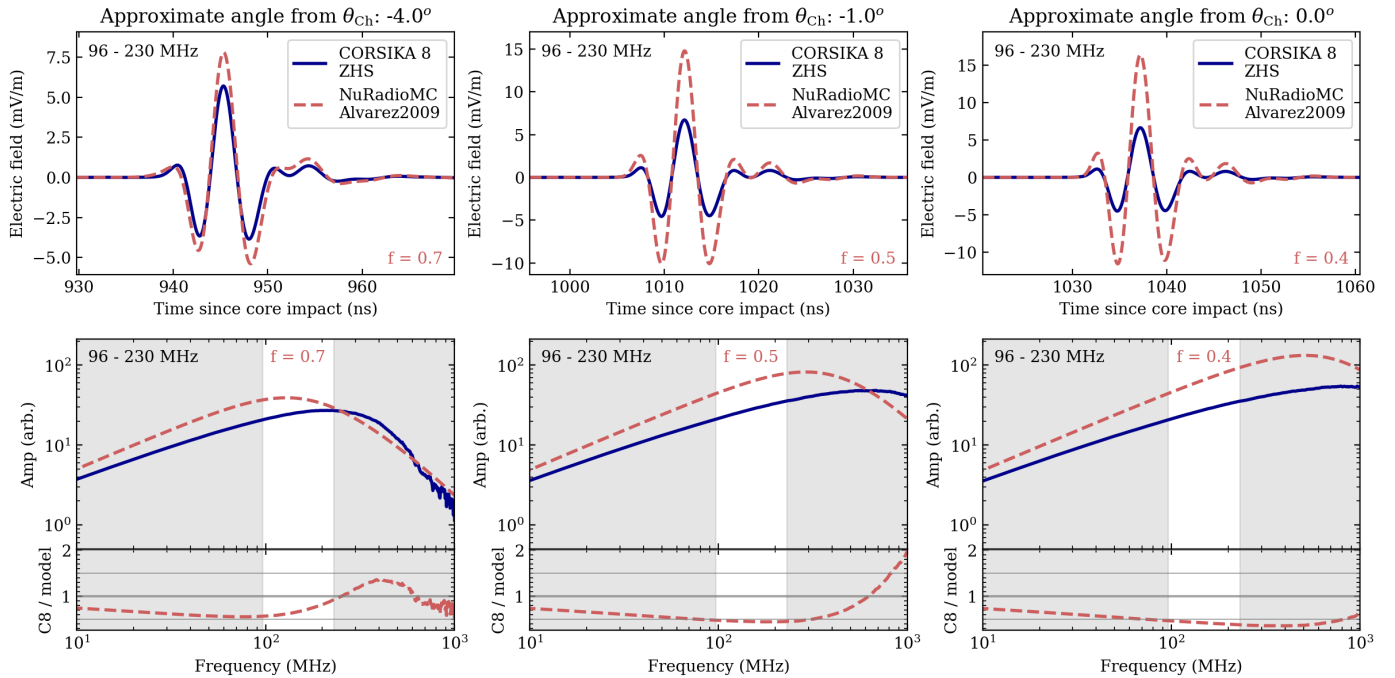 Approximate angle from θ_Ch: -4.0°
96 - 230 MHz
CORSIKA 8
ZHS
NuRadioMC
Alvarez2009
f = 0.7
Electric field (mV/m)
7.5
5.0
2.5
0.0
−2.5
−5.0
930 940 950 960
Time since core impact (ns)
Approximate angle from θ_Ch: -1.0°
96 - 230 MHz
CORSIKA 8
ZHS
NuRadioMC
Alvarez2009
f = 0.5
Electric field (mV/m)
15
10
5
0
−5
−10
1000 1010 1020 1030
Time since core impact (ns)
Approximate angle from θ_Ch: 0.0°
96 - 230 MHz
CORSIKA 8
ZHS
NuRadioMC
Alvarez2009
f = 0.4
Electric field (mV/m)
15
10
5
0
−5
−10
1030 1040 1050 1060
Time since core impact (ns)
96 - 230 MHz f = 0.7
Amp (arb.)
10²
10¹
10⁰
C8 / model
2
1
10¹ 10² 10³
Frequency (MHz)
96 - 230 MHz f = 0.5
Amp (arb.)
10²
10¹
10⁰
C8 / model
2
1
10¹ 10² 10³
Frequency (MHz)
96 - 230 MHz f = 0.4
Amp (arb.)
10²
10¹
10⁰
C8 / model
2
1
10¹ 10² 10³
Frequency (MHz)